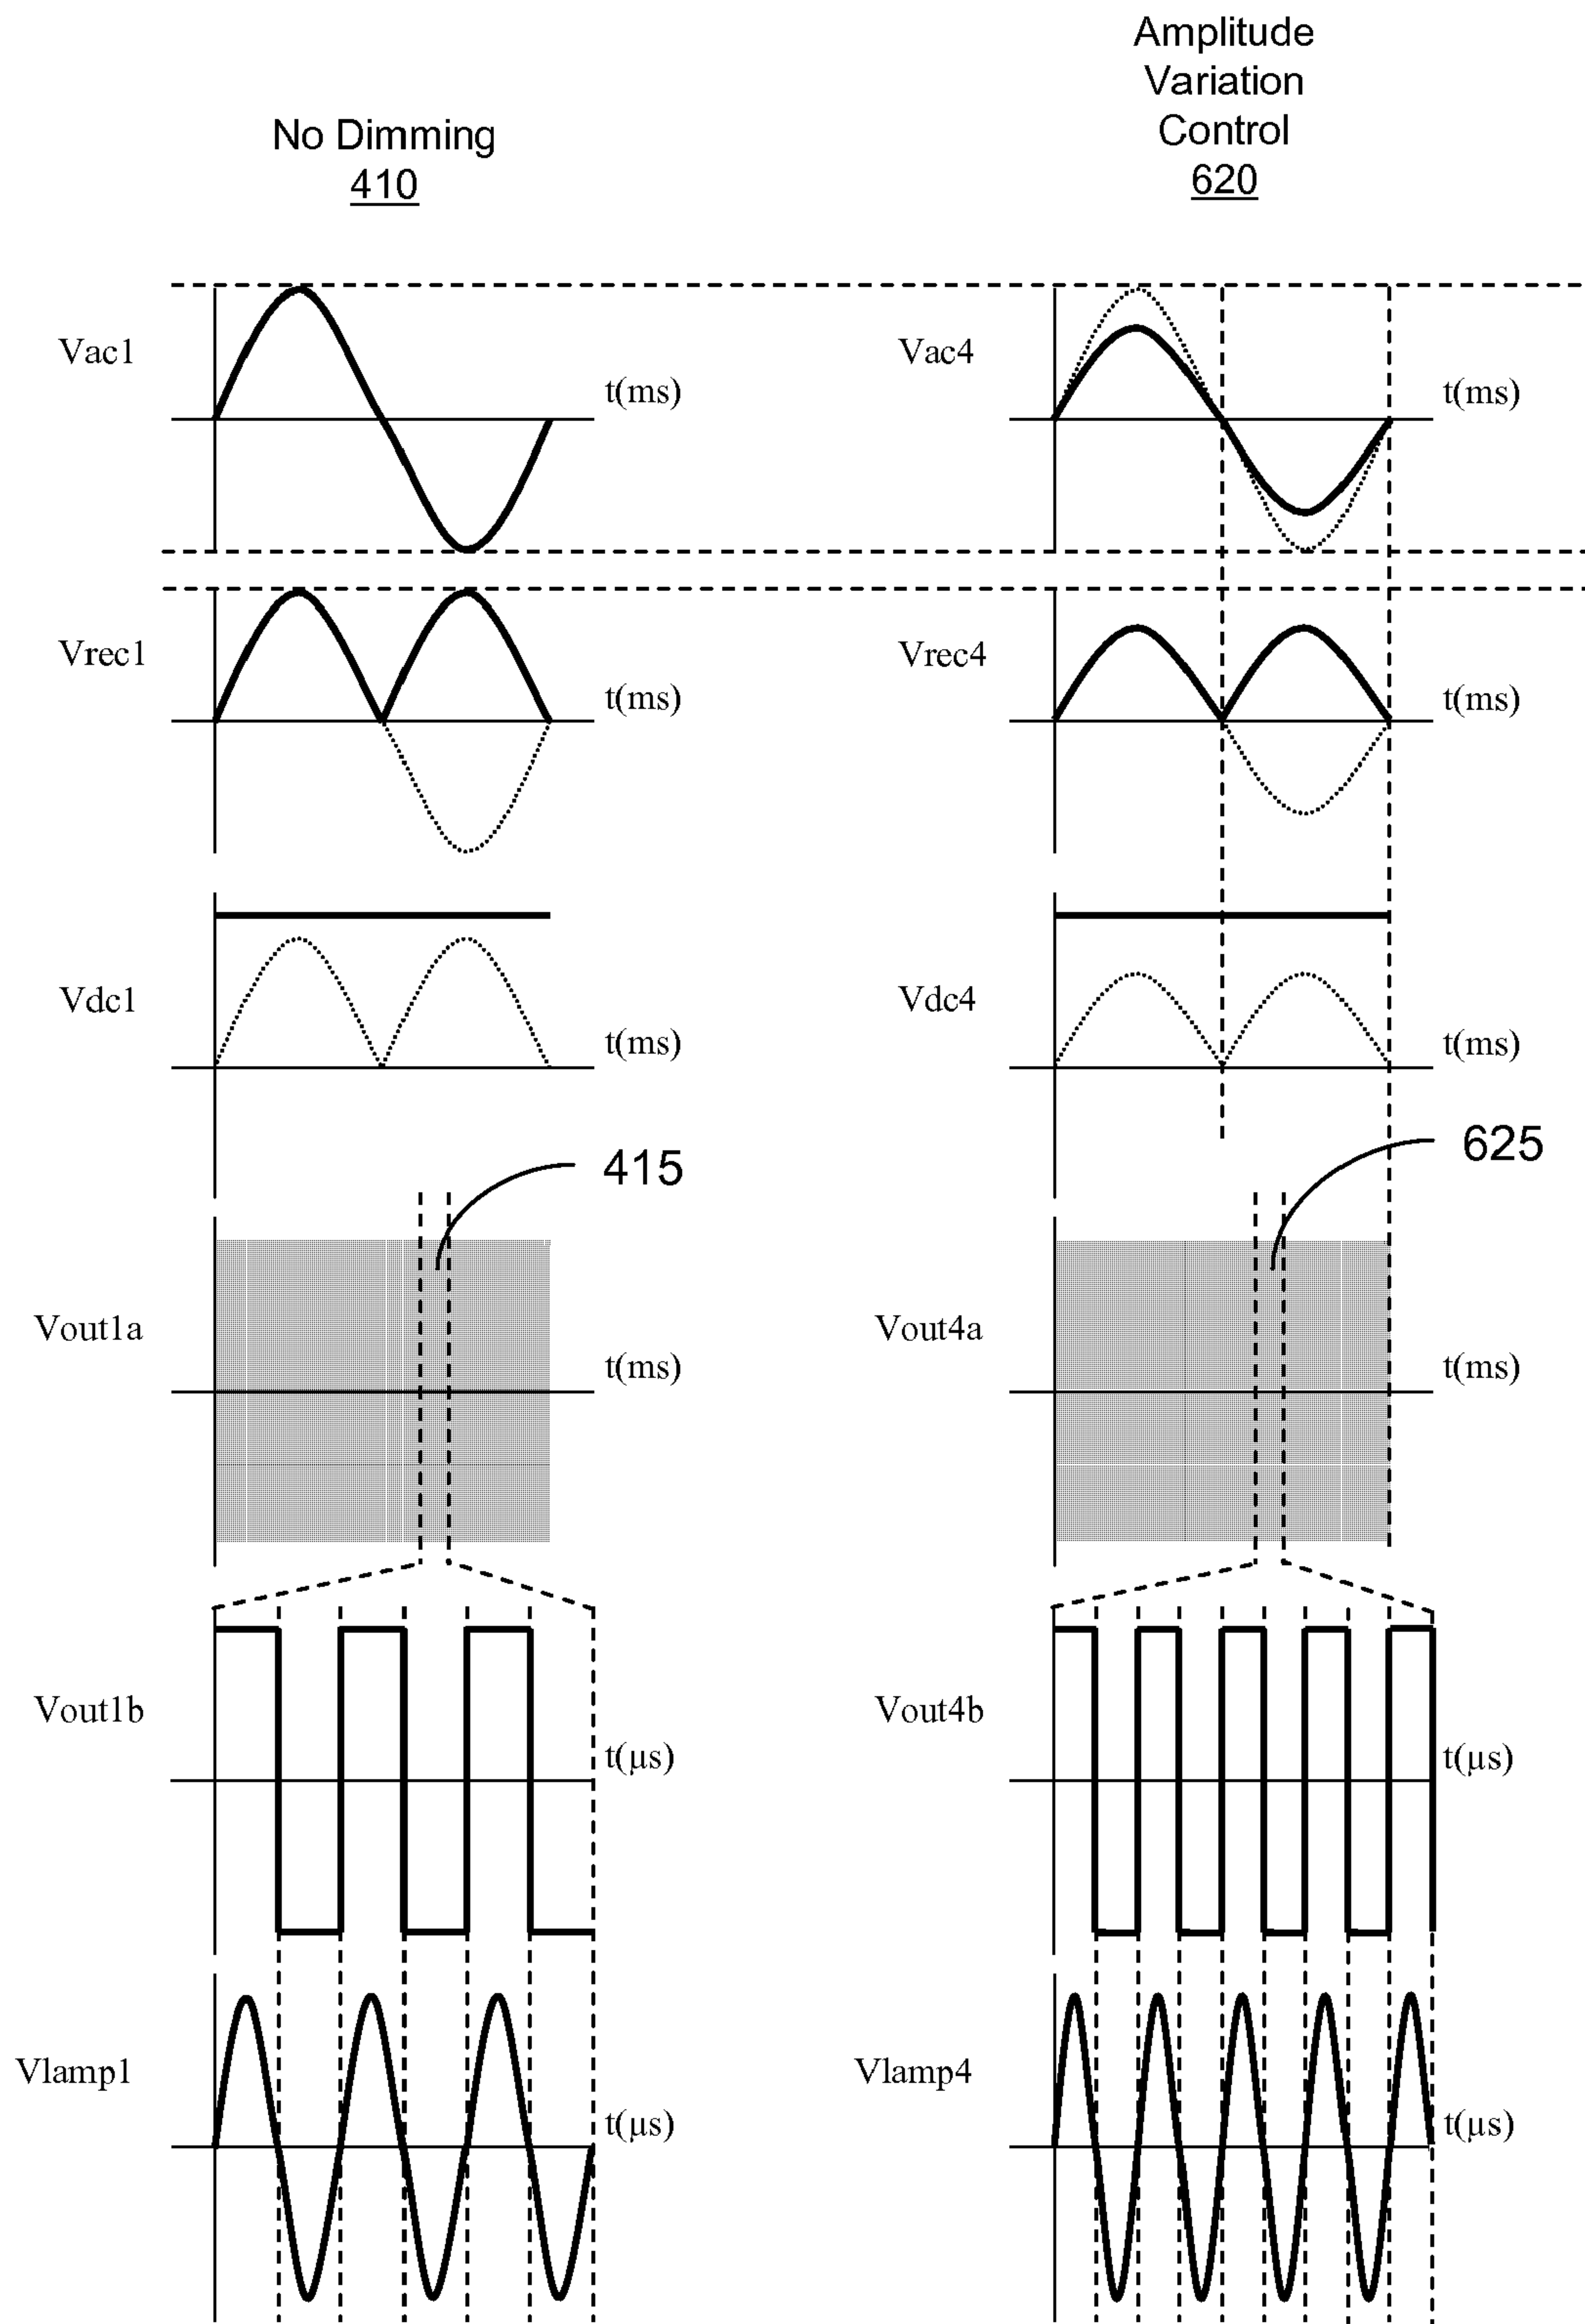 No Dimming
410
Amplitude
Variation
Control
620
Vac1
t(ms)
Vac4
t(ms)
Vrec1
t(ms)
Vrec4
t(ms)
Vdc1
t(ms)
Vdc4
t(ms)
415
625
Vout1a
t(ms)
Vout4a
t(ms)
Vout1b
t(μs)
Vout4b
t(μs)
Vlamp1
t(μs)
Vlamp4
t(μs)